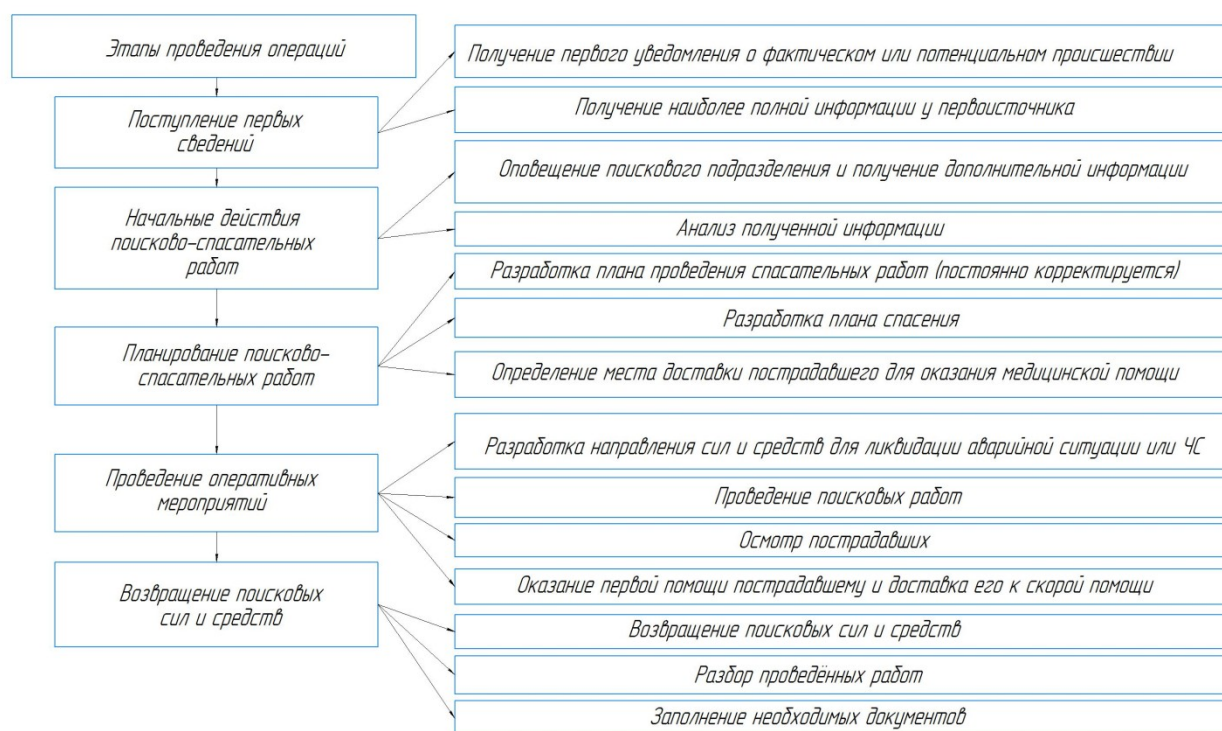 Этапы проведения операций
Поступление первых
сведений
Получение первого уведомления о фактическом или потенциальном происшествии
Получение наиболее полной информации у первоисточника
Начальные действия
поисково-спасательных
работ
Оповещение поискового подразделения и получение дополнительной информации
Анализ полученной информации
Планирование поисково-
спасательных работ
Разработка плана проведения спасательных работ (постоянно корректируется)
Разработка плана спасения
Определение места доставки пострадавшего для оказания медицинской помощи
Проведение оперативных
мероприятий
Разработка направления сил и средств для ликвидации аварийной ситуации или ЧС
Проведение поисковых работ
Осмотр пострадавших
Оказание первой помощи пострадавшему и доставка его к скорой помощи
Возвращение поисковых
сил и средств
Возвращение поисковых сил и средств
Разбор проведённых работ
Заполнение необходимых документов